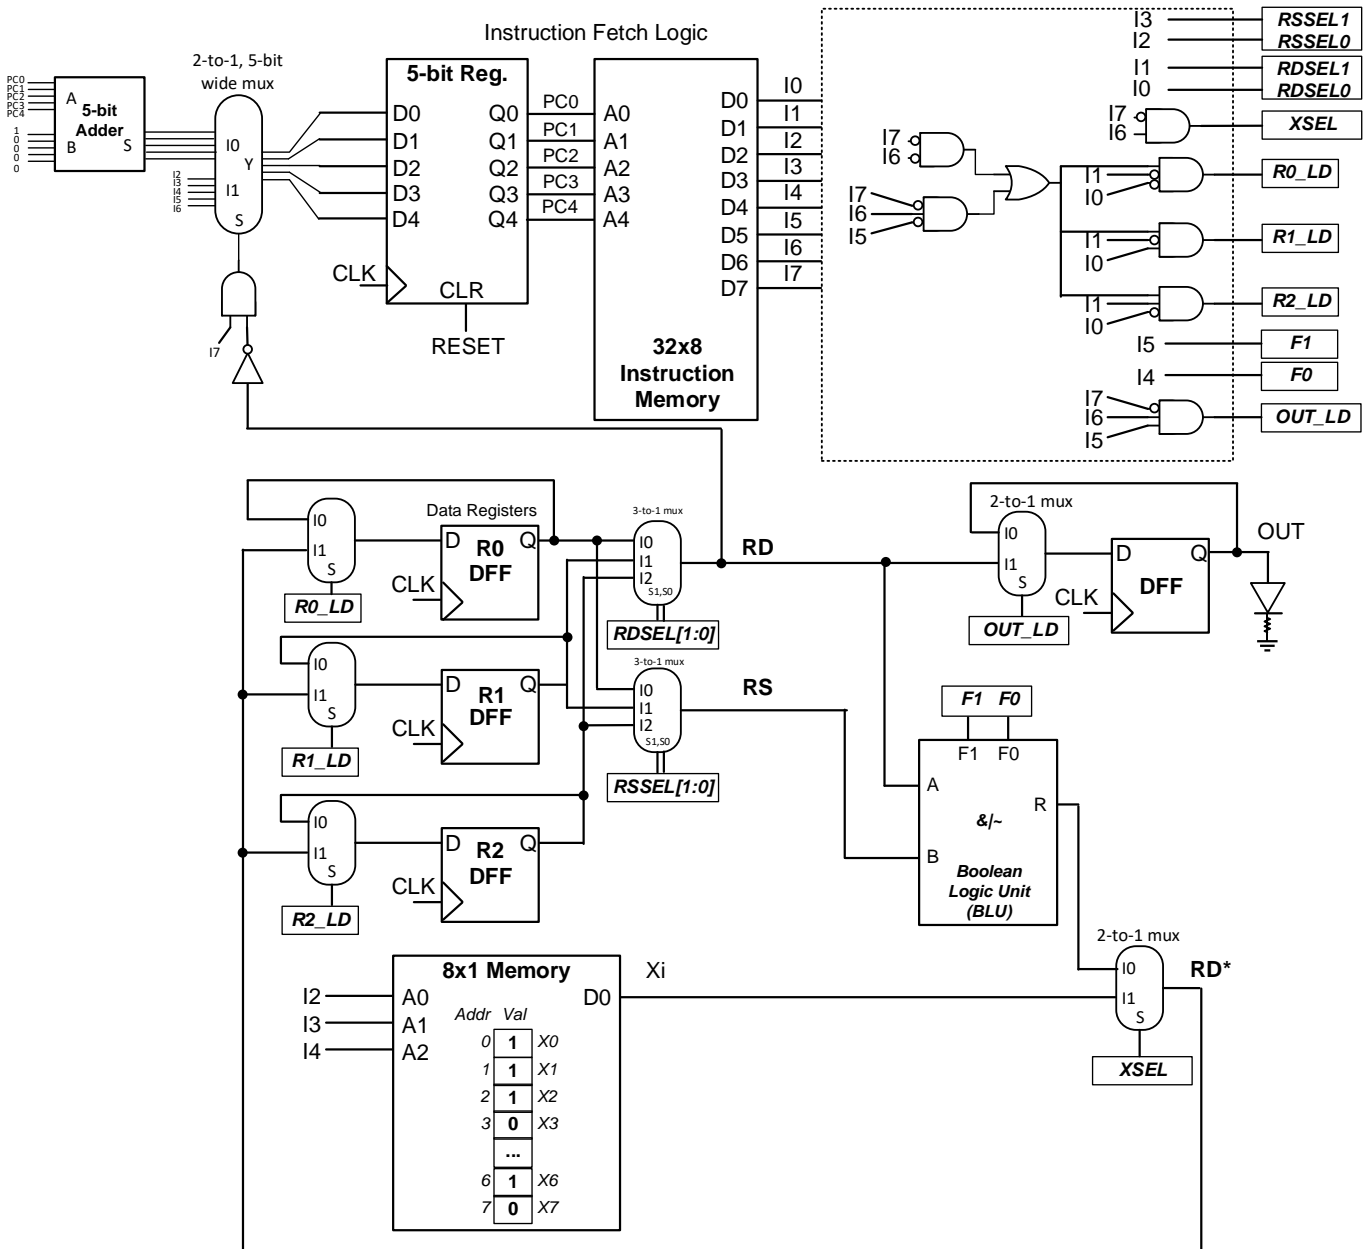 Instruction Fetch Logic
PC0
PC1
PC2
PC3
PC4
1
0
0
0
0
A
B
S
5-bit
Adder
2-to-1, 5-bit
wide mux
I0
Y
I2
I3
I4
I5
I6
I1
S
I7
5-bit Reg.
D0
D1
D2
D3
D4
Q0
Q1
Q2
Q3
Q4
CLK
CLR
RESET
PC0
PC1
PC2
PC3
PC4
A0
A1
A2
A3
A4
D0
D1
D2
D3
D4
D5
D6
D7
32x8
Instruction
Memory
I0
I1
I2
I3
I4
I5
I6
I7
I7
I6
I7
I6
I5
I3 RSSEL1
I2 RSSEL0
I1 RDSEL1
I0 RDSEL0
I7
I6
XSEL
I1
I0
R0_LD
I1
I0
R1_LD
I1
I0
R2_LD
I5 F1
I4 F0
I7
I6
I5
OUT_LD
Data Registers
I0
I1
S
R0_LD
D R0 Q
DFF
CLK
I0
I1
S
R1_LD
D R1 Q
DFF
CLK
I0
I1
S
R2_LD
D R2 Q
DFF
CLK
3-to-1 mux
I0
I1
I2
S1,S0
RDSEL[1:0]
RD
3-to-1 mux
I0
I1
I2
S1,S0
RSSEL[1:0]
RS
2-to-1 mux
I0
I1
S
OUT_LD
D Q
DFF
CLK
OUT
F1 F0
F1 F0
A
B
R
&/~
Boolean
Logic Unit
(BLU)
8x1 Memory
I2
I3
I4
A0
A1
A2
D0
Xi
Addr Val
0 1 X0
1 1 X1
2 1 X2
3 0 X3
...
6 1 X6
7 0 X7
2-to-1 mux
I0
I1
S
XSEL
RD*